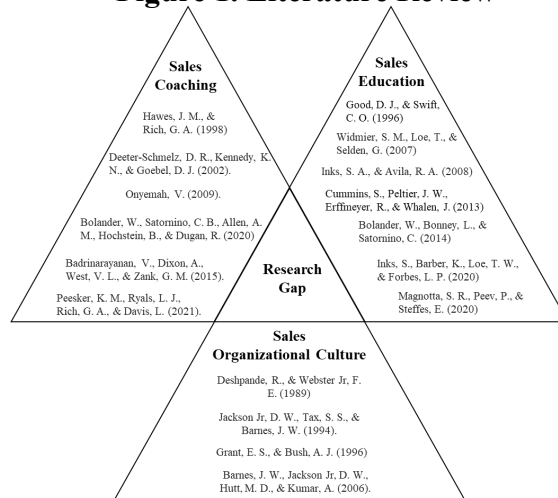 Figure 1. Literature Review
Sales
Coaching
Hawes, J. M., &
Rich, G. A. (1998)
Deeter-Schmelz, D. R., Kennedy, K.
N., & Goebel, D. J. (2002).
Onyemah, V. (2009).
Bolander, W., Satornino, C. B., Allen, A.
M., Hochstein, B., & Dugan, R. (2020)
Badrinarayanan, V., Dixon, A.,
West, V. L., & Zank, G. M. (2015).
Peesker, K. M., Ryals, L. J.,
Rich, G. A., & Davis, L. (2021).
Sales
Education
Good, D. J., & Swift,
C. O. (1996)
Widmier, S. M., Loe, T., &
Selden, G. (2007)
Inks, S. A., & Avila, R. A. (2008)
Cummins, S., Peltier, J. W.,
Erffmeyer, R., & Whalen, J. (2013)
Bolander, W., Bonney, L., &
Satornino, C. (2014)
Inks, S., Barber, K., Loe, T. W.,
& Forbes, L. P. (2020)
Magnotta, S. R., Peev, P., &
Steffes, E. (2020)
Research
Gap
Sales
Organizational Culture
Deshpande, R., & Webster Jr, F.
E. (1989)
Jackson Jr, D. W., Tax, S. S., &
Barnes, J. W. (1994).
Grant, E. S., & Bush, A. J. (1996)
Barnes, J. W., Jackson Jr, D. W.,
Hutt, M. D., & Kumar, A. (2006).